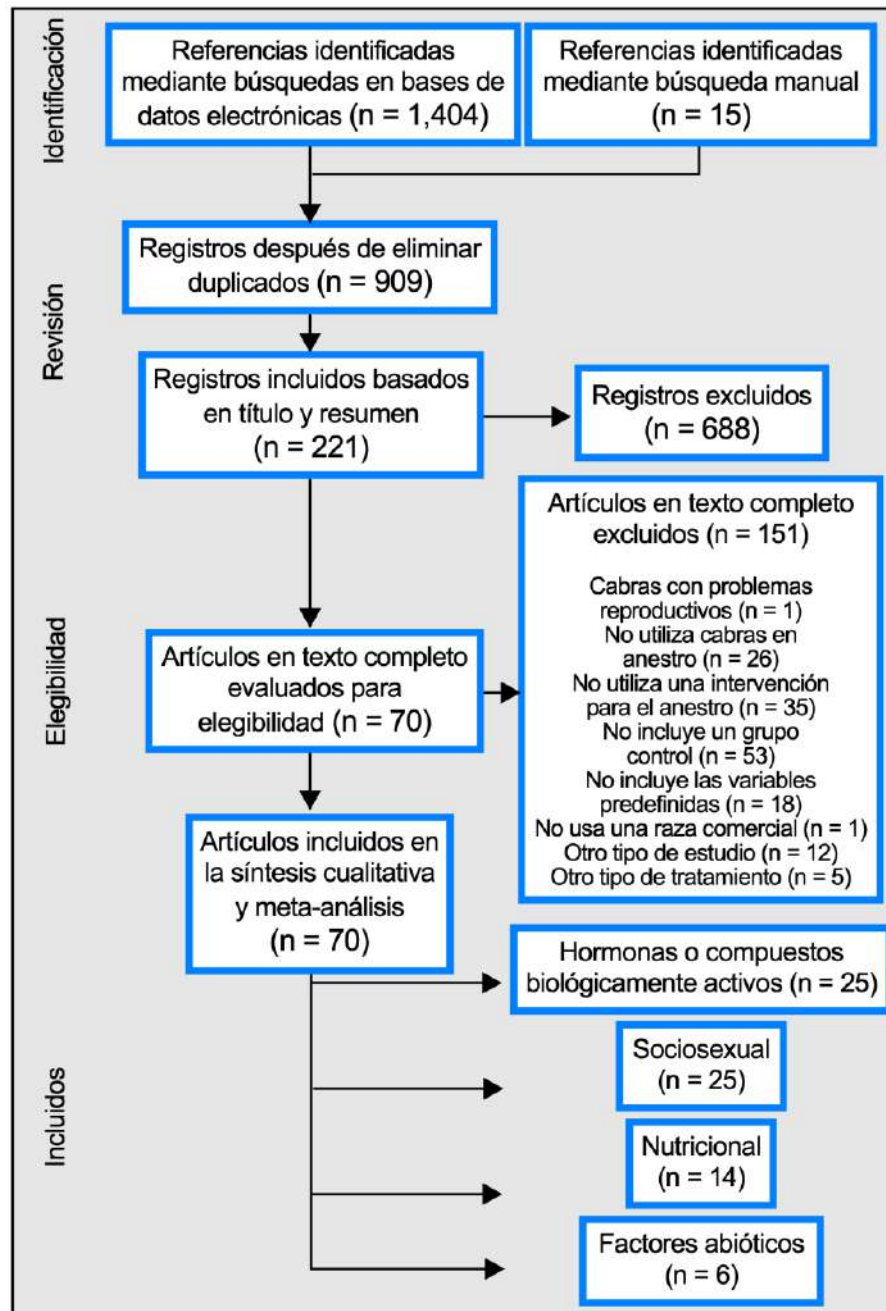 Identificación
Referencias identificadas
mediante búsquedas en bases de
datos electrónicas (n = 1,404)
Referencias identificadas
mediante búsqueda manual
(n = 15)
Revisión
Registros después de eliminar
duplicados (n = 909)
Registros incluidos basados
en título y resumen
(n = 221)
Registros excluidos
(n = 688)
Elegibilidad
Artículos en texto completo
evaluados para
elegibilidad (n = 70)
Artículos en texto completo
excluidos (n = 151)
Cabras con problemas
reproductivos (n = 1)
No utiliza cabras en
anestro (n = 26)
No utiliza una intervención
para el anestro (n = 35)
No incluye un grupo
control (n = 53)
No incluye las variables
predefinidas (n = 18)
No usa una raza comercial (n = 1)
Otro tipo de estudio (n = 12)
Otro tipo de tratamiento (n = 5)
Artículos incluidos en
la síntesis cualitativa
y meta-análisis
(n = 70)
Incluidos
Hormonas o compuestos
biológicamente activos (n = 25)
Sociosexual
(n = 25)
Nutricional
(n = 14)
Factores abióticos
(n = 6)